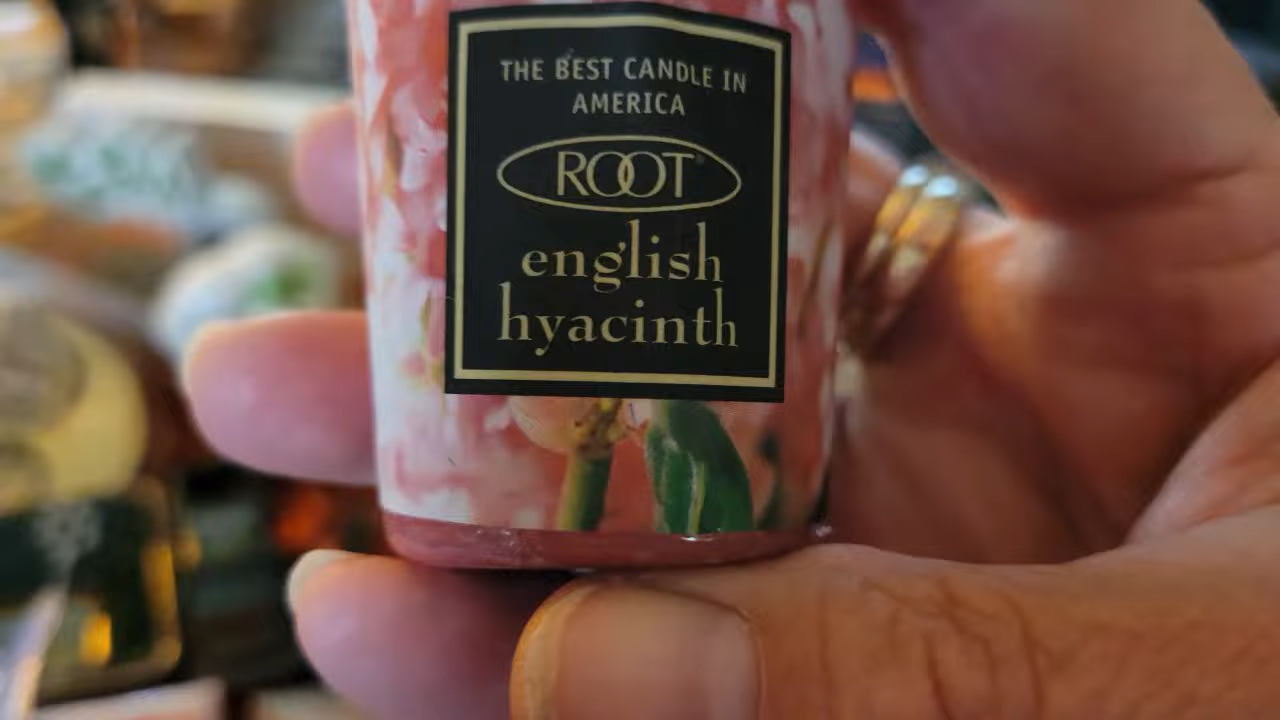 THE BEST CANDLE IN
AMERICA
ROOT®
english
hyacinth